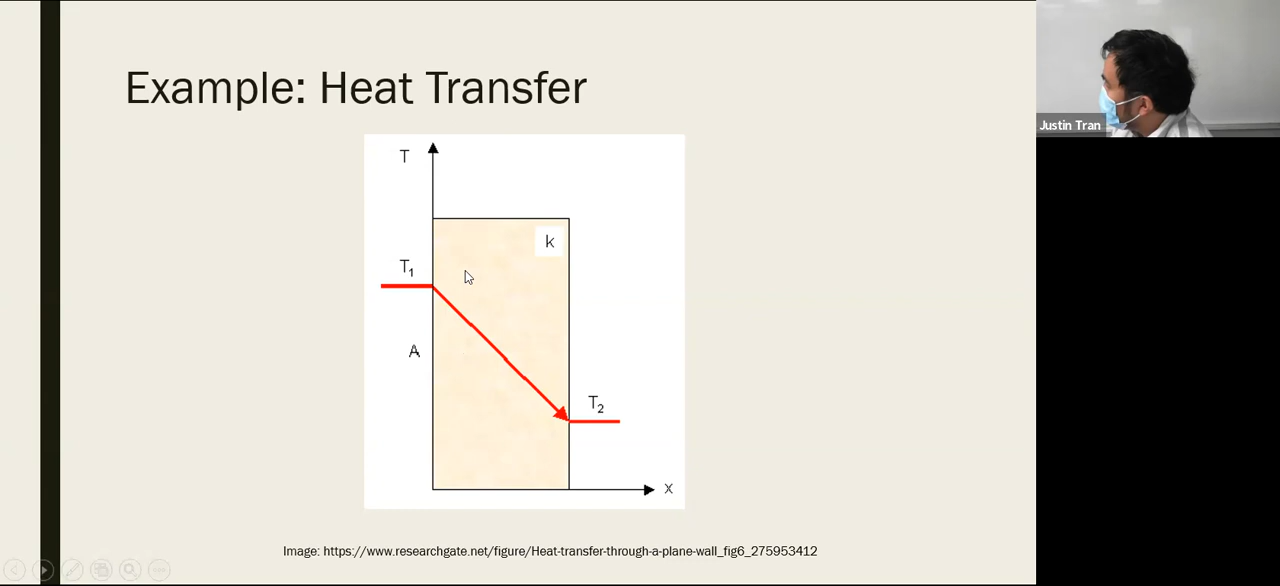 Example: Heat Transfer
Justin Tran
T
k
T₁
A
T₂
x
Image: https://www.researchgate.net/figure/Heat-transfer-through-a-plane-wall_fig6_275953412